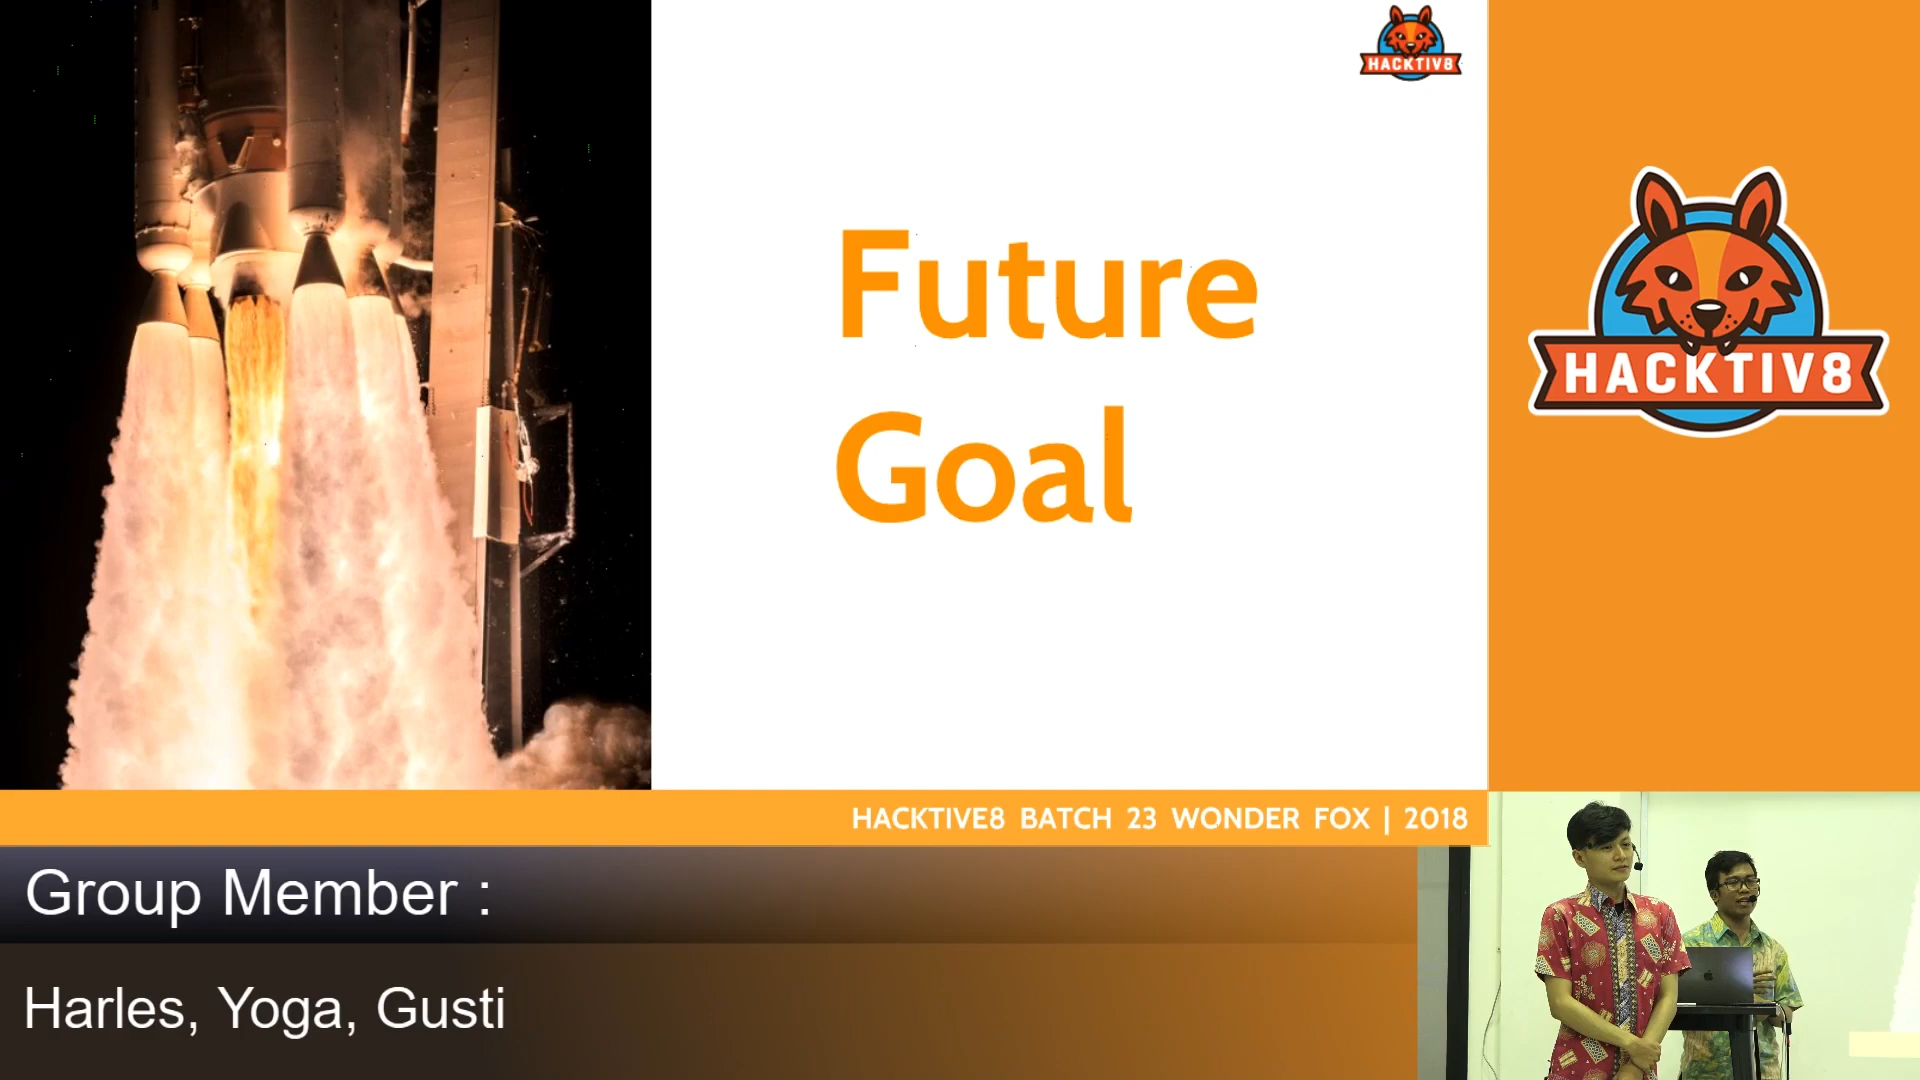 HACKTIV8
Future
Goal
HACKTIV8
HACKTIVE8 BATCH 23 WONDER FOX | 2018
Group Member :
Harles, Yoga, Gusti